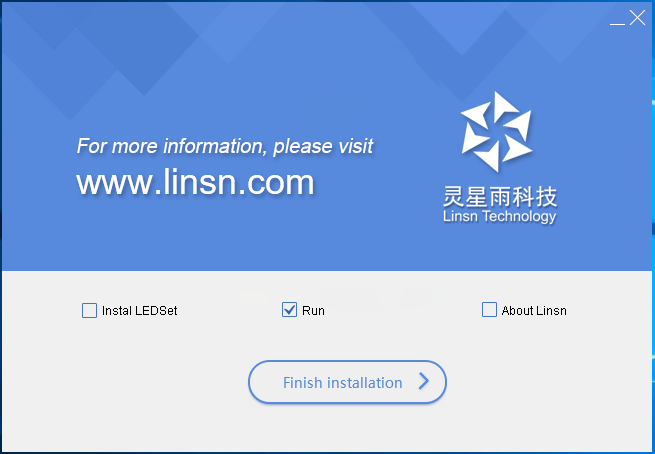 For more information, please visit
www.linsn.com
灵星雨科技
Linsn Technology
Instal LEDSet
Run
About Linsn
Finish installation